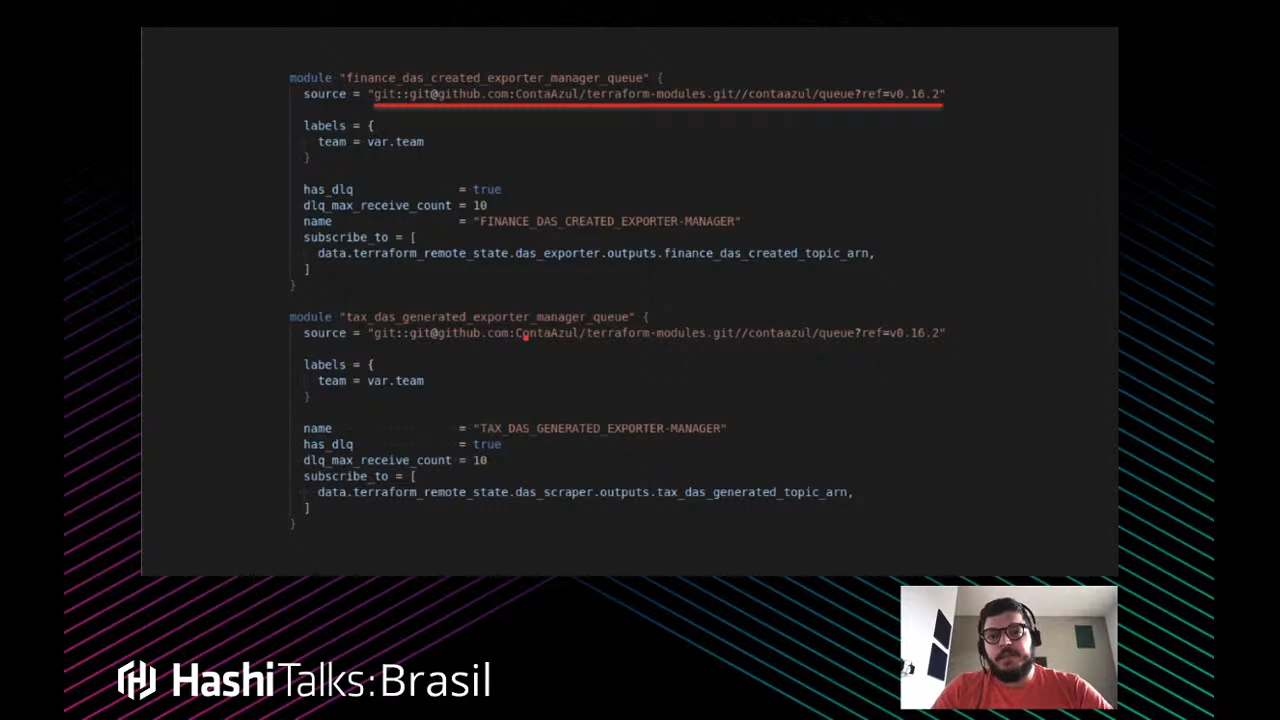 module "finance_das_created_exporter_manager_queue" {
source = "git::git@github.com:ContaAzul/terraform-modules.git//contaazul/queue?ref=v0.16.2"
labels = {
team = var.team
}
has_dlq = true
dlq_max_receive_count = 10
name = "FINANCE_DAS_CREATED_EXPORTER-MANAGER"
subscribe_to = [
data.terraform_remote_state.das_exporter.outputs.finance_das_created_topic_arn,
]
}
module "tax_das_generated_exporter_manager_queue" {
source = "git::git@github.com:ContaAzul/terraform-modules.git//contaazul/queue?ref=v0.16.2"
labels = {
team = var.team
}
name = "TAX_DAS_GENERATED_EXPORTER-MANAGER"
has_dlq = true
dlq_max_receive_count = 10
subscribe_to = [
data.terraform_remote_state.das_scraper.outputs.tax_das_generated_topic_arn,
]
}
HashiTalks:Brasil